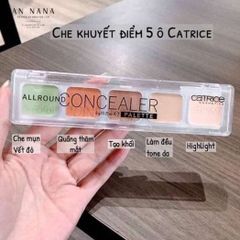 AN NANA
Che khuyết điểm 5 ô Catrice
ALLROUND
CONCEALER
PALETTE
CATRICE
COSMETICS
Che mụn
Vết đỏ
Quầng thâm
mắt
Tạo khối
Làm đều
tone da
Highlight